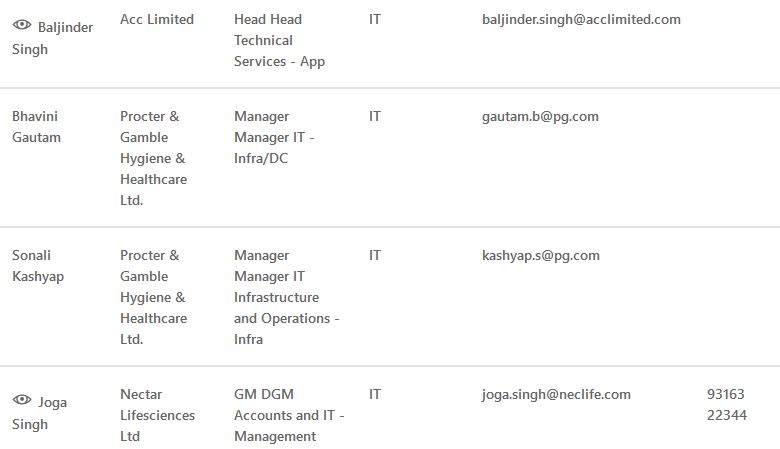 Baljinder Singh
Acc Limited
Head Head
Technical
Services - App
IT
baljinder.singh@acclimited.com
Bhavini
Gautam
Procter &
Gamble
Hygiene &
Healthcare
Ltd.
Manager
Manager IT -
Infra/DC
IT
gautam.b@pg.com
Sonali
Kashyap
Procter &
Gamble
Hygiene &
Healthcare
Ltd.
Manager
Manager IT
Infrastructure
and Operations -
Infra
IT
kashyap.s@pg.com
Joga
Singh
Nectar
Lifesciences
Ltd
GM DGM
Accounts and IT -
Management
IT
joga.singh@neclife.com
93163
22344